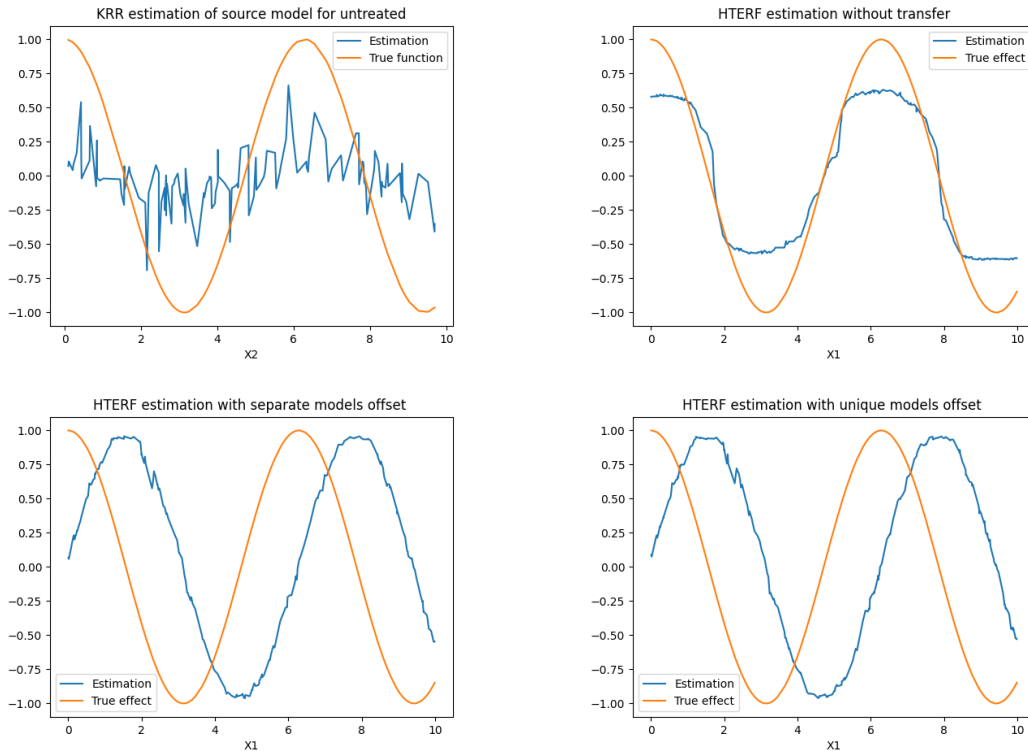 KRR estimation of source model for untreated
1.00
0.75
0.50
0.25
0.00
−0.25
−0.50
−0.75
−1.00
Estimation
True function
0 2 4 6 8 10
X2
HTERF estimation without transfer
1.00
0.75
0.50
0.25
0.00
−0.25
−0.50
−0.75
−1.00
Estimation
True effect
0 2 4 6 8 10
X1
HTERF estimation with separate models offset
1.00
0.75
0.50
0.25
0.00
−0.25
−0.50
−0.75
−1.00
Estimation
True effect
0 2 4 6 8 10
X1
HTERF estimation with unique models offset
1.00
0.75
0.50
0.25
0.00
−0.25
−0.50
−0.75
−1.00
Estimation
True effect
0 2 4 6 8 10
X1